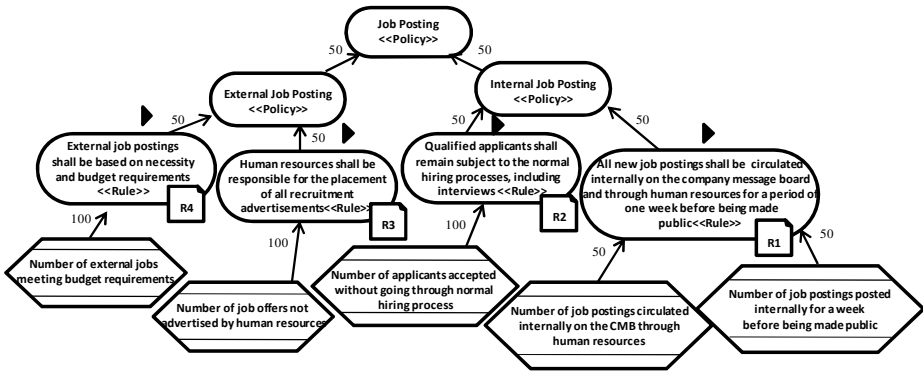 Job Posting
<<Policy>>
50
50
External Job Posting
<<Policy>>
Internal Job Posting
<<Policy>>
50
50
50
50
External job postings
shall be based on necessity
and budget requirements
<<Rule>>
R4
Human resources shall be
responsible for the placement
of all recruitment
advertisements<<Rule>>
R3
Qualified applicants shall
remain subject to the normal
hiring processes, including
interviews <<Rule>>
R2
All new job postings shall be circulated
internally on the company message board
and through human resources for a period of
one week before being made
public<<Rule>>
R1
100
100
100
50
50
Number of external jobs
meeting budget requirements
Number of job offers not
advertised by human resources
Number of applicants accepted
without going through normal
hiring process
Number of job postings circulated
internally on the CMB through
human resources
Number of job postings posted
internally for a week
before being made public